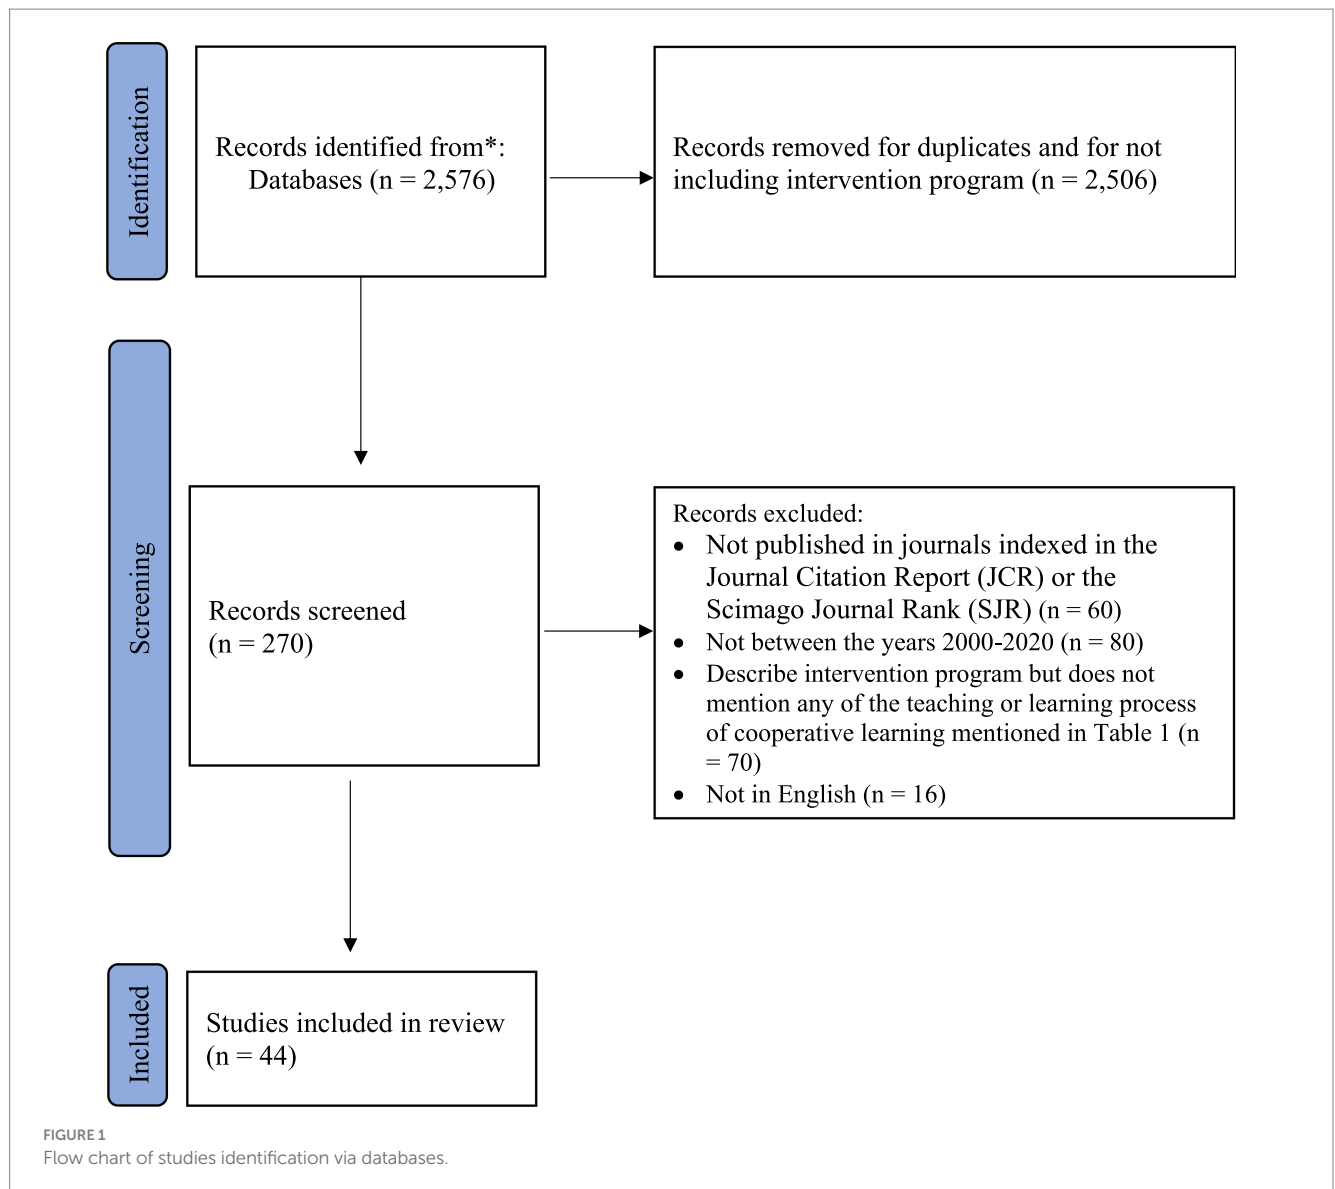 Identification
Records identified from*:
Databases (n = 2,576)
Records removed for duplicates and for not
including intervention program (n = 2,506)
Screening
Records screened
(n = 270)
Records excluded:
• Not published in journals indexed in the
Journal Citation Report (JCR) or the
Scimago Journal Rank (SJR) (n = 60)
• Not between the years 2000-2020 (n = 80)
• Describe intervention program but does not
mention any of the teaching or learning process
of cooperative learning mentioned in Table 1 (n
= 70)
• Not in English (n = 16)
Included
Studies included in review
(n = 44)
FIGURE 1
Flow chart of studies identification via databases.